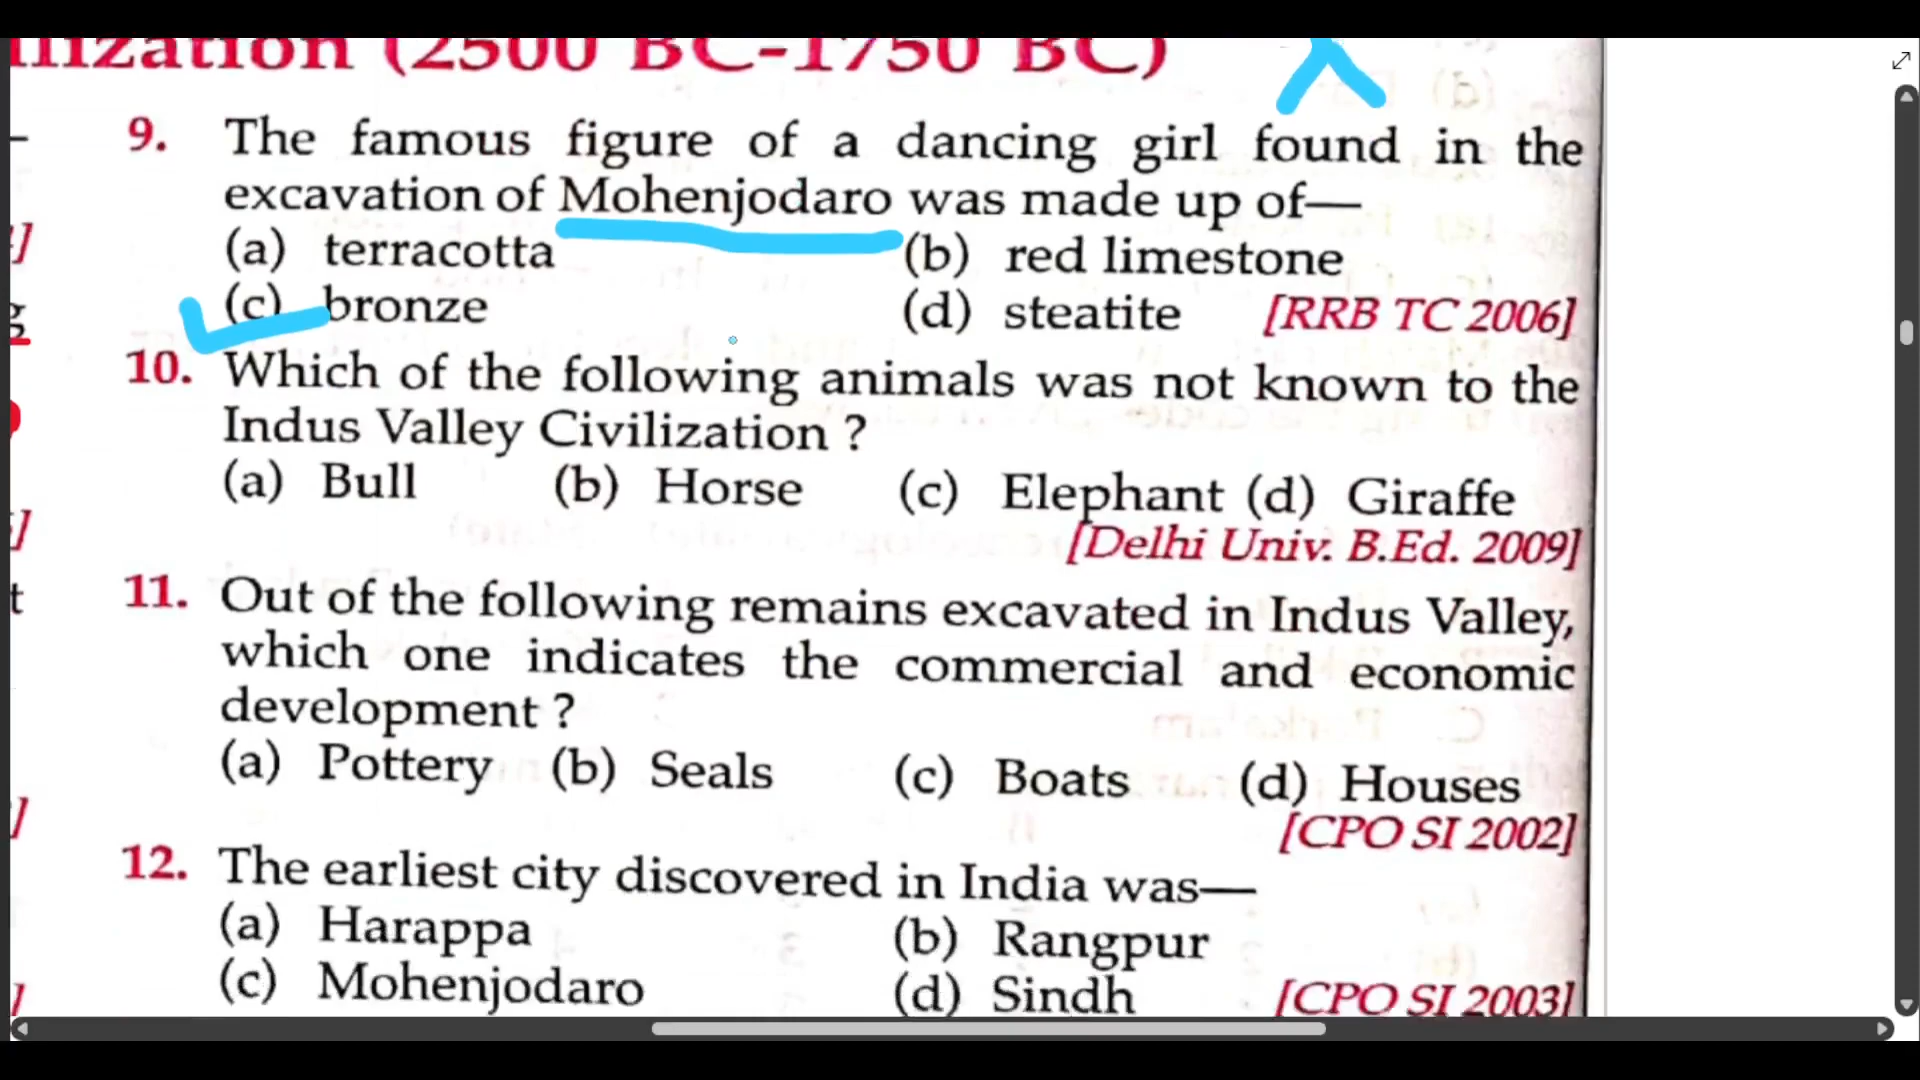 (2500 BC-1750 BC)
9. The famous figure of a dancing girl found in the
excavation of Mohenjodaro was made up of—
(a) terracotta (b) red limestone
(c) bronze (d) steatite [RRB TC 2006]
10. Which of the following animals was not known to the
Indus Valley Civilization ?
(a) Bull (b) Horse (c) Elephant (d) Giraffe
[Delhi Univ. B.Ed. 2009]
11. Out of the following remains excavated in Indus Valley,
which one indicates the commercial and economic
development ?
(a) Pottery (b) Seals (c) Boats (d) Houses
[CPO SI 2002]
12. The earliest city discovered in India was—
(a) Harappa (b) Rangpur
(c) Mohenjodaro (d) Sindh [CPO SI 2003]